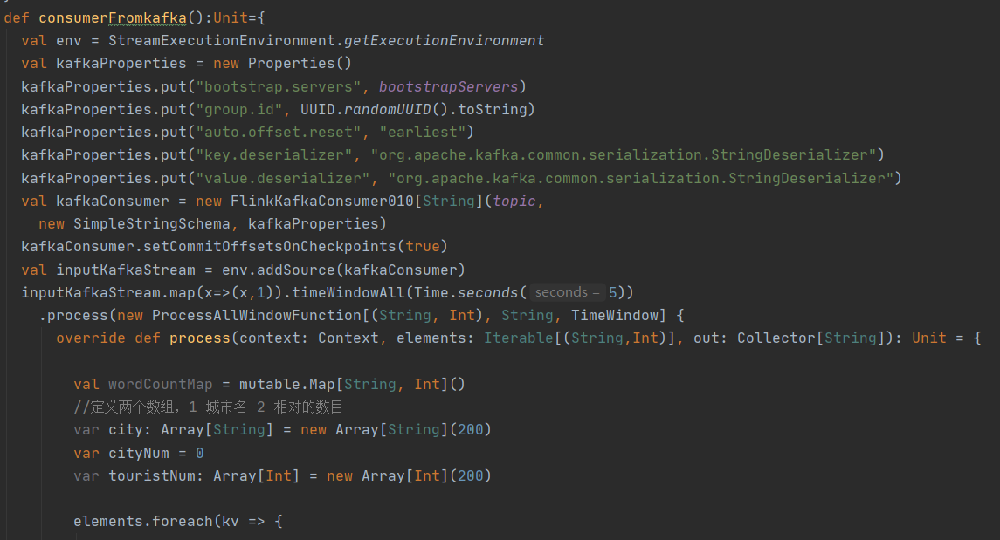 def consumerFromkafka():Unit={
val env = StreamExecutionEnvironment.getExecutionEnvironment
val kafkaProperties = new Properties()
kafkaProperties.put("bootstrap.servers", bootstrapServers)
kafkaProperties.put("group.id", UUID.randomUUID().toString)
kafkaProperties.put("auto.offset.reset", "earliest")
kafkaProperties.put("key.deserializer", "org.apache.kafka.common.serialization.StringDeserializer")
kafkaProperties.put("value.deserializer", "org.apache.kafka.common.serialization.StringDeserializer")
val kafkaConsumer = new FlinkKafkaConsumer010[String](topic,
new SimpleStringSchema, kafkaProperties)
kafkaConsumer.setCommitOffsetsOnCheckpoints(true)
val inputKafkaStream = env.addSource(kafkaConsumer)
inputKafkaStream.map(x=>(x,1)).timeWindowAll(Time.seconds( seconds = 5))
.process(new ProcessAllWindowFunction[(String, Int), String, TimeWindow] {
override def process(context: Context, elements: Iterable[(String,Int)], out: Collector[String]): Unit = {
val wordCountMap = mutable.Map[String, Int]()
//定义两个数组，1 城市名 2 相对的数目
var city: Array[String] = new Array[String](200)
var cityNum = 0
var touristNum: Array[Int] = new Array[Int](200)
elements.foreach(kv => {